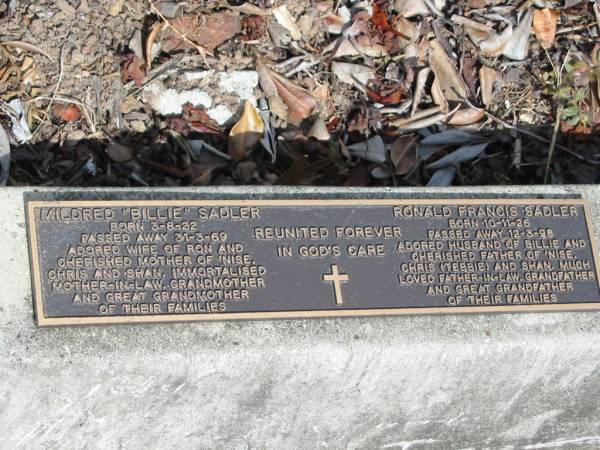 MILDRED "BILLIE" SADLER
BORN 3-6-22
PASSED AWAY 31-3-69
ADORED WIFE OF RON AND
CHERISHED MOTHER OF 'NISE,
CHRIS AND SHAN. IMMORTALISED
MOTHER-IN-LAW, GRANDMOTHER
AND GREAT GRANDMOTHER
OF THEIR FAMILIES
REUNITED FOREVER
IN GOD'S CARE
RONALD FRANCIS SADLER
BORN 10-11-26
PASSED AWAY 12-3-98
ADORED HUSBAND OF BILLIE AND
CHERISHED FATHER OF 'NISE,
CHRIS (TEBBIE) AND SHAN. MUCH
LOVED FATHER-IN-LAW, GRANDFATHER
AND GREAT GRANDFATHER
OF THEIR FAMILIES